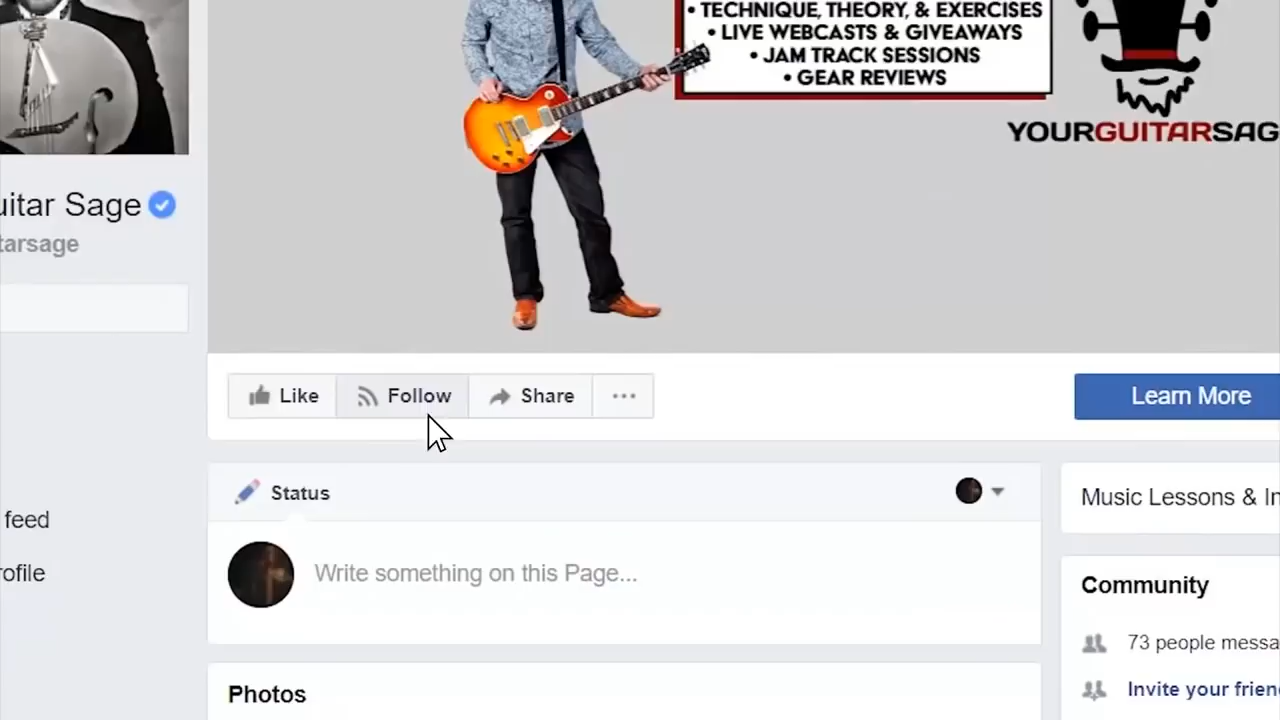 • TECHNIQUE, THEORY, & EXERCISES
• LIVE WEBCASTS & GIVEAWAYS
• JAM TRACK SESSIONS
• GEAR REVIEWS
YOURGUITARSAG
uitar Sage
tarsage
Like
Follow
Share
Learn More
Status
Write something on this Page...
feed
ofile
Music Lessons & In
Community
73 people messa
Invite your frien
Photos